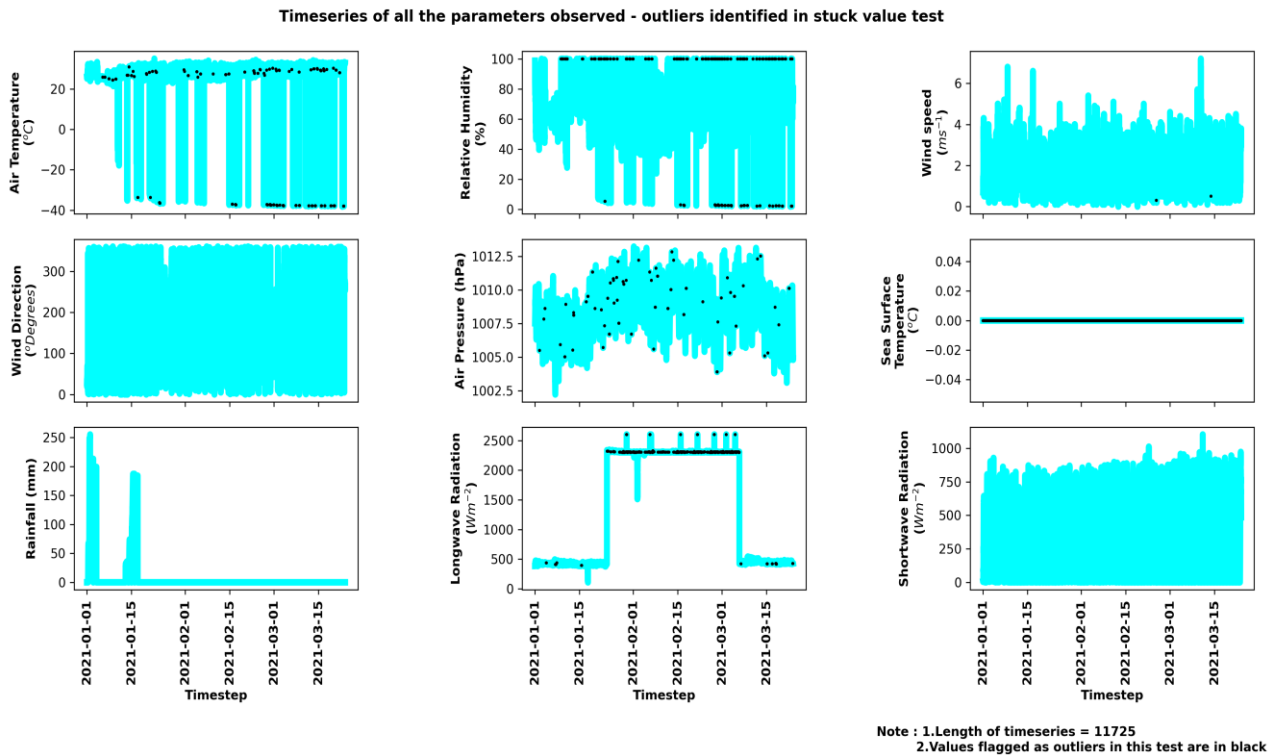 Timeseries of all the parameters observed - outliers identified in stuck value test
Air Temperature
(°C)
20
0
−20
−40
Relative Humidity
(%)
100
80
60
40
20
0
Wind speed
(ms⁻¹)
6
4
2
0
Wind Direction
(°Degrees)
300
200
100
0
Air Pressure (hPa)
1012.5
1010.0
1007.5
1005.0
1002.5
Sea Surface
Temperature
(°C)
0.04
0.02
0.00
−0.02
−0.04
Rainfall (mm)
250
200
150
100
50
0
2021-01-01
2021-01-15
2021-02-01
2021-02-15
2021-03-01
2021-03-15
Timestep
Longwave Radiation
(Wm⁻²)
2500
2000
1500
1000
500
0
2021-01-01
2021-01-15
2021-02-01
2021-02-15
2021-03-01
2021-03-15
Timestep
Shortwave Radiation
(Wm⁻²)
1000
750
500
250
0
2021-01-01
2021-01-15
2021-02-01
2021-02-15
2021-03-01
2021-03-15
Timestep
Note : 1.Length of timeseries = 11725
2.Values flagged as outliers in this test are in black